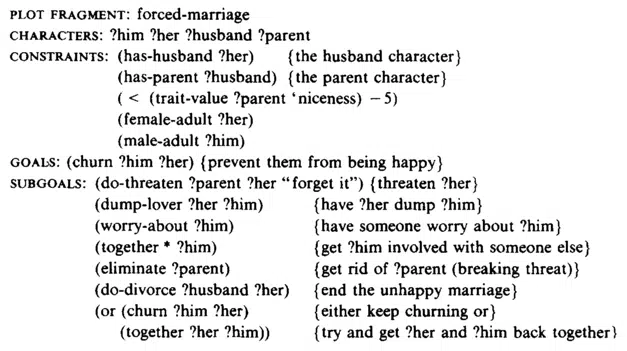 PLOT FRAGMENT: forced-marriage
CHARACTERS: ?him ?her ?husband ?parent
CONSTRAINTS: (has-husband ?her) {the husband character}
(has-parent ?husband) {the parent character}
( < (trait-value ?parent 'niceness) −5)
(female-adult ?her)
(male-adult ?him)
GOALS: (churn ?him ?her) {prevent them from being happy}
SUBGOALS: (do-threaten ?parent ?her “forget it”) {threaten ?her}
(dump-lover ?her ?him) {have ?her dump ?him}
(worry-about ?him) {have someone worry about ?him}
(together * ?him) {get ?him involved with someone else}
(eliminate ?parent) {get rid of ?parent (breaking threat)}
(do-divorce ?husband ?her) {end the unhappy marriage}
(or (churn ?him ?her) {either keep churning or}
(together ?her ?him)) {try and get ?her and ?him back together}